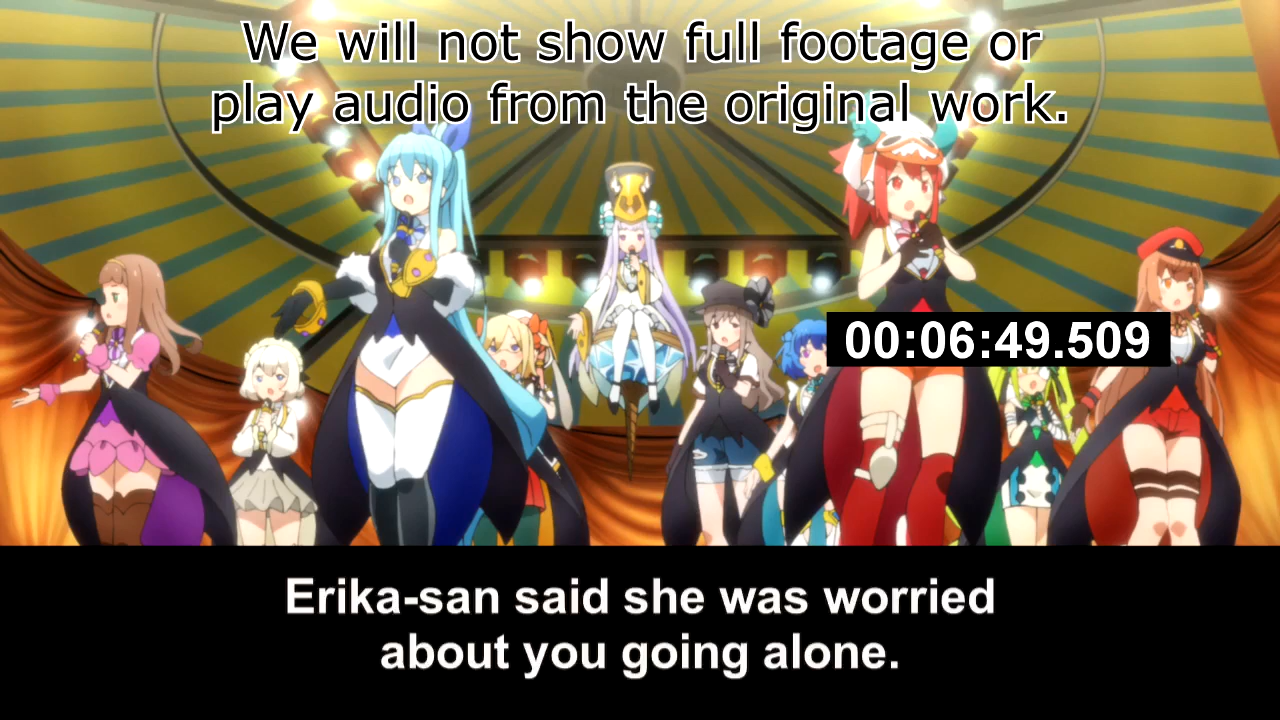 We will not show full footage or
play audio from the original work.
00:06:49.509
Erika-san said she was worried
about you going alone.